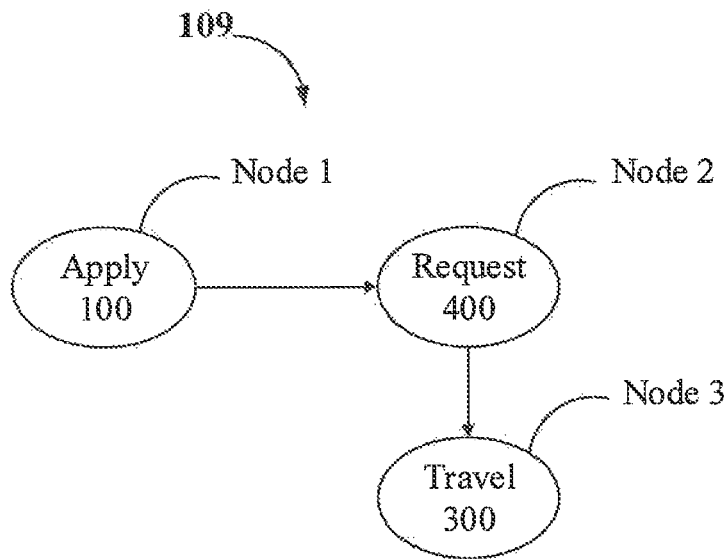 109
Node 1
Node 2
Apply
100
Request
400
Node 3
Travel
300